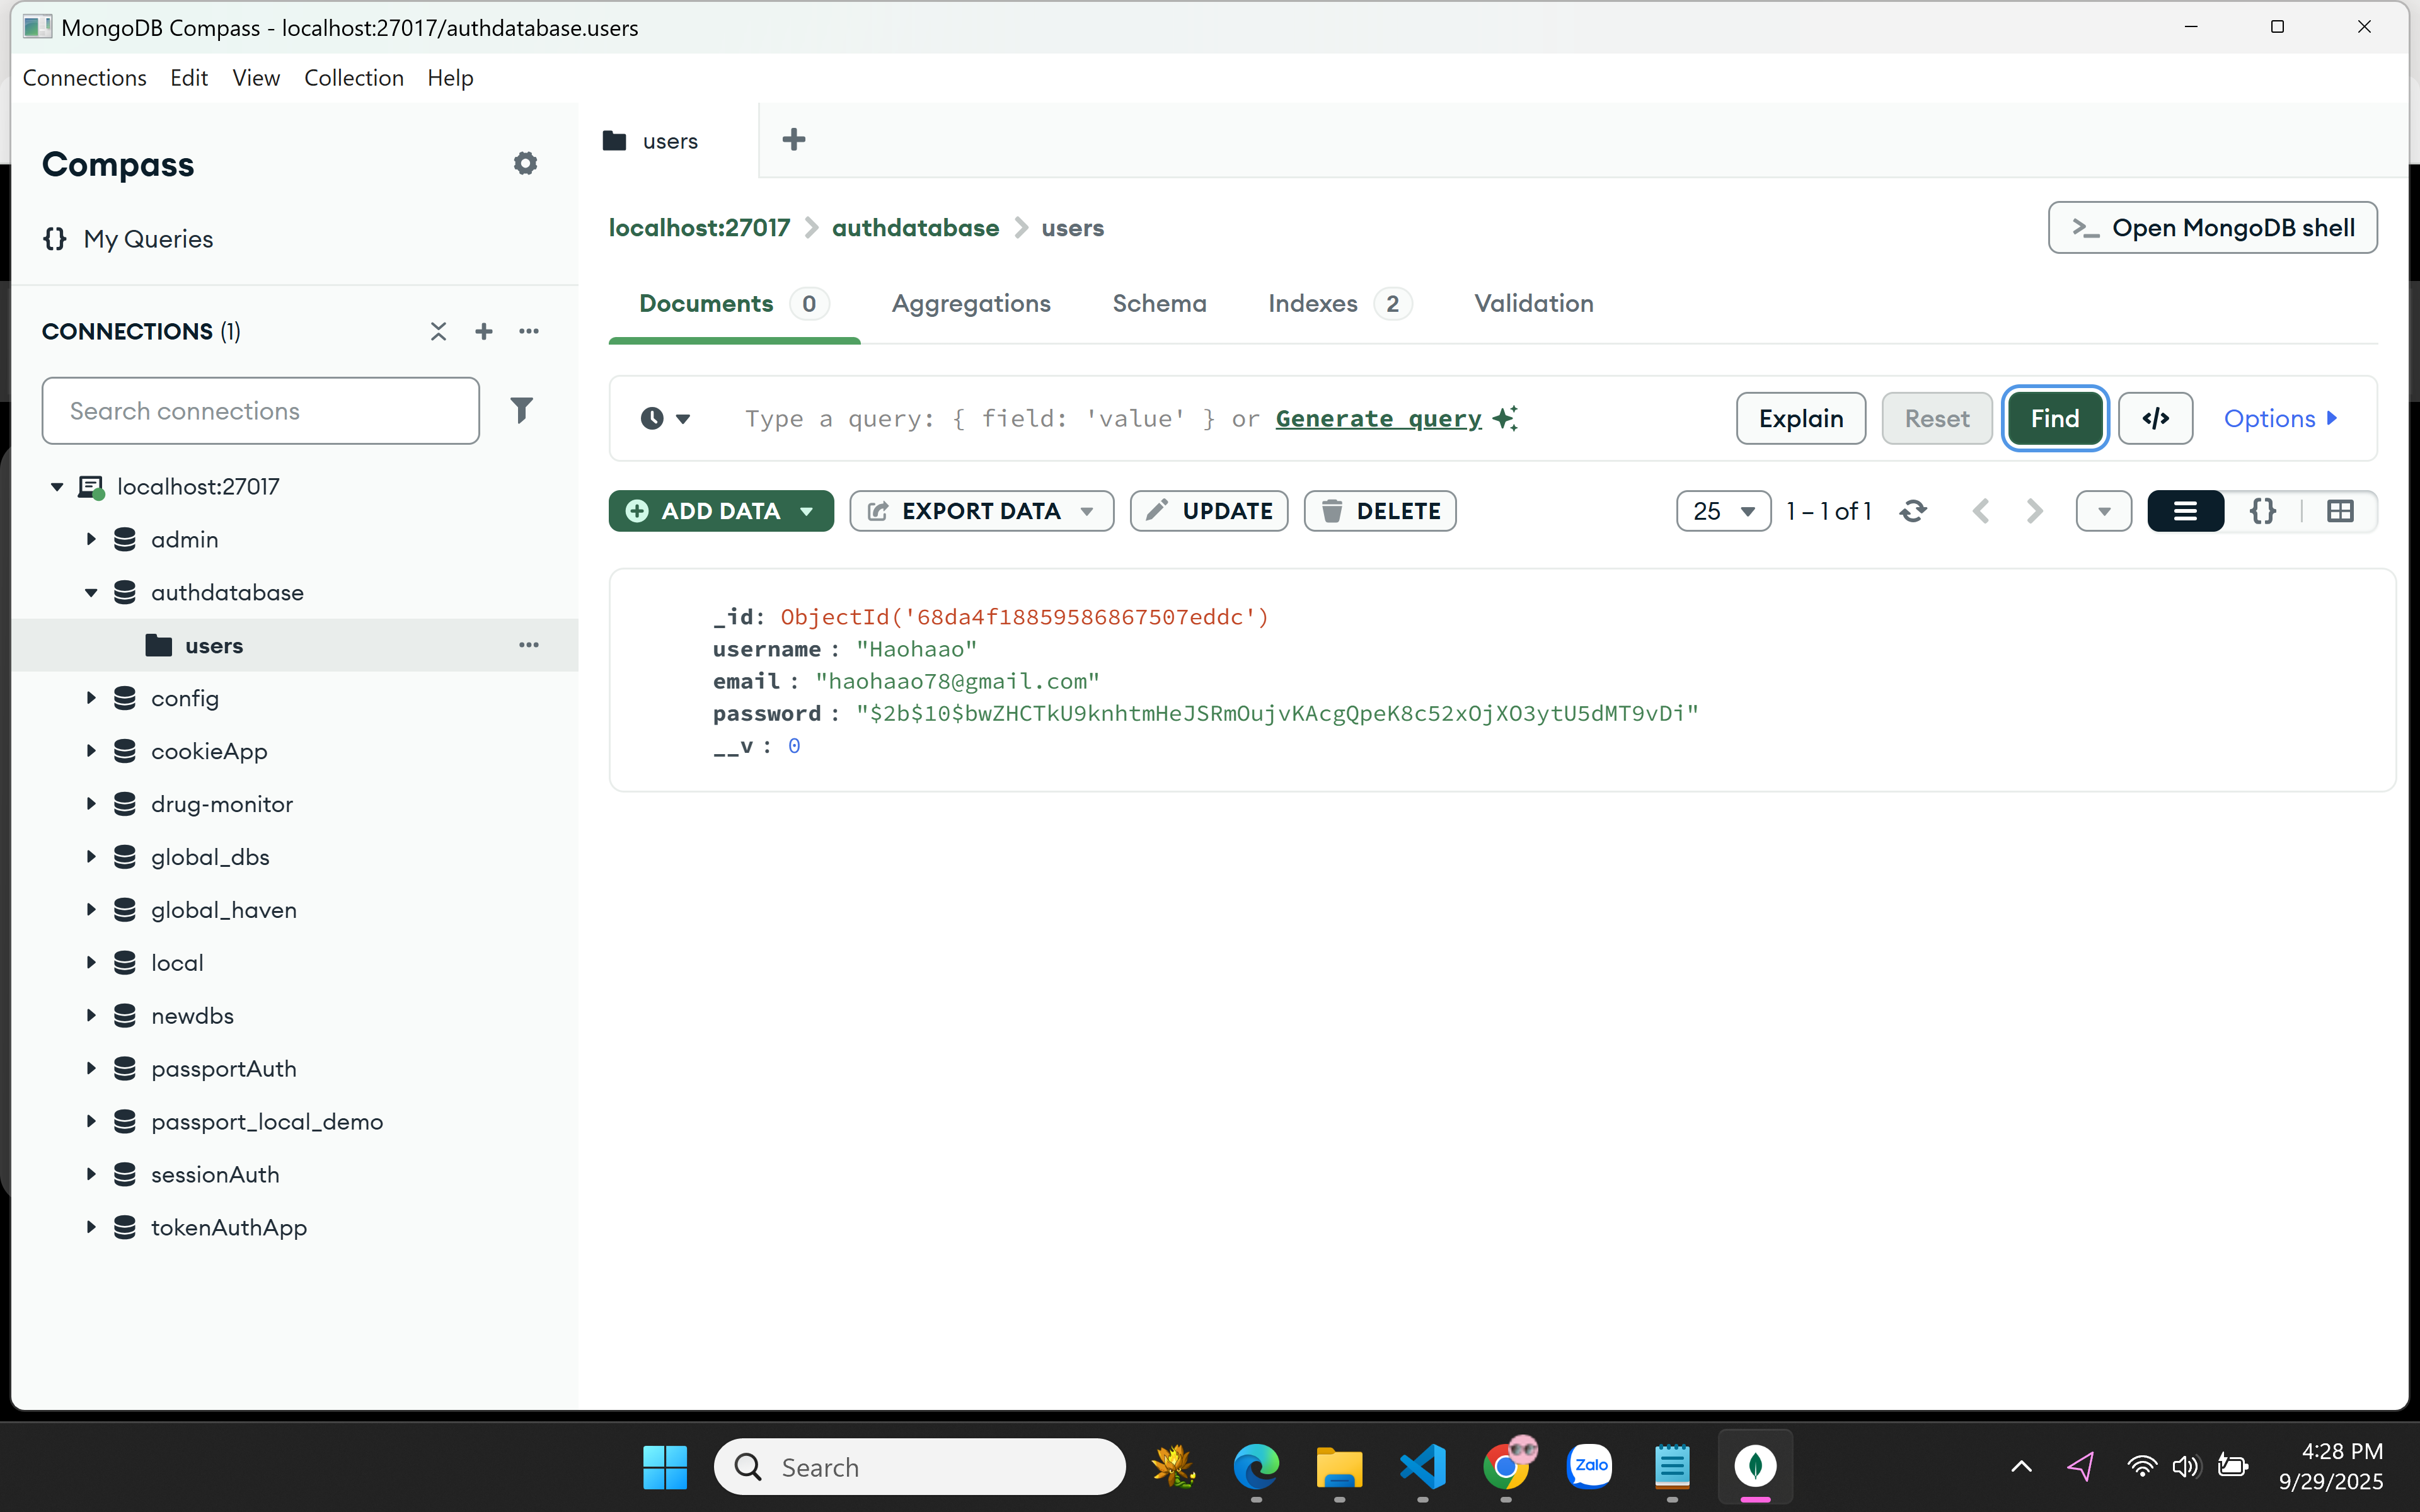 MongoDB Compass - localhost:27017/authdatabase.users
Connections Edit View Collection Help
Compass
{} My Queries
CONNECTIONS (1)
Search connections
localhost:27017
admin
authdatabase
users
config
cookieApp
drug-monitor
global_dbs
global_haven
local
newdbs
passportAuth
passport_local_demo
sessionAuth
tokenAuthApp
users
localhost:27017 > authdatabase > users
>_ Open MongoDB shell
Documents 0 Aggregations Schema Indexes 2 Validation
Type a query: { field: 'value' } or Generate query
Explain Reset Find </> Options
ADD DATA EXPORT DATA UPDATE DELETE
25 1 – 1 of 1 {}
_id: ObjectId('68da4f18859586867507eddc')
username : "Haohaao"
email : "haohaao78@gmail.com"
password : "$2b$10$bwZHCTkU9knhtmHeJSRmOujvKAcgQpeK8c52xOjXO3ytU5dMT9vDi"
__v : 0
Search
Zalo
4:28 PM
9/29/2025